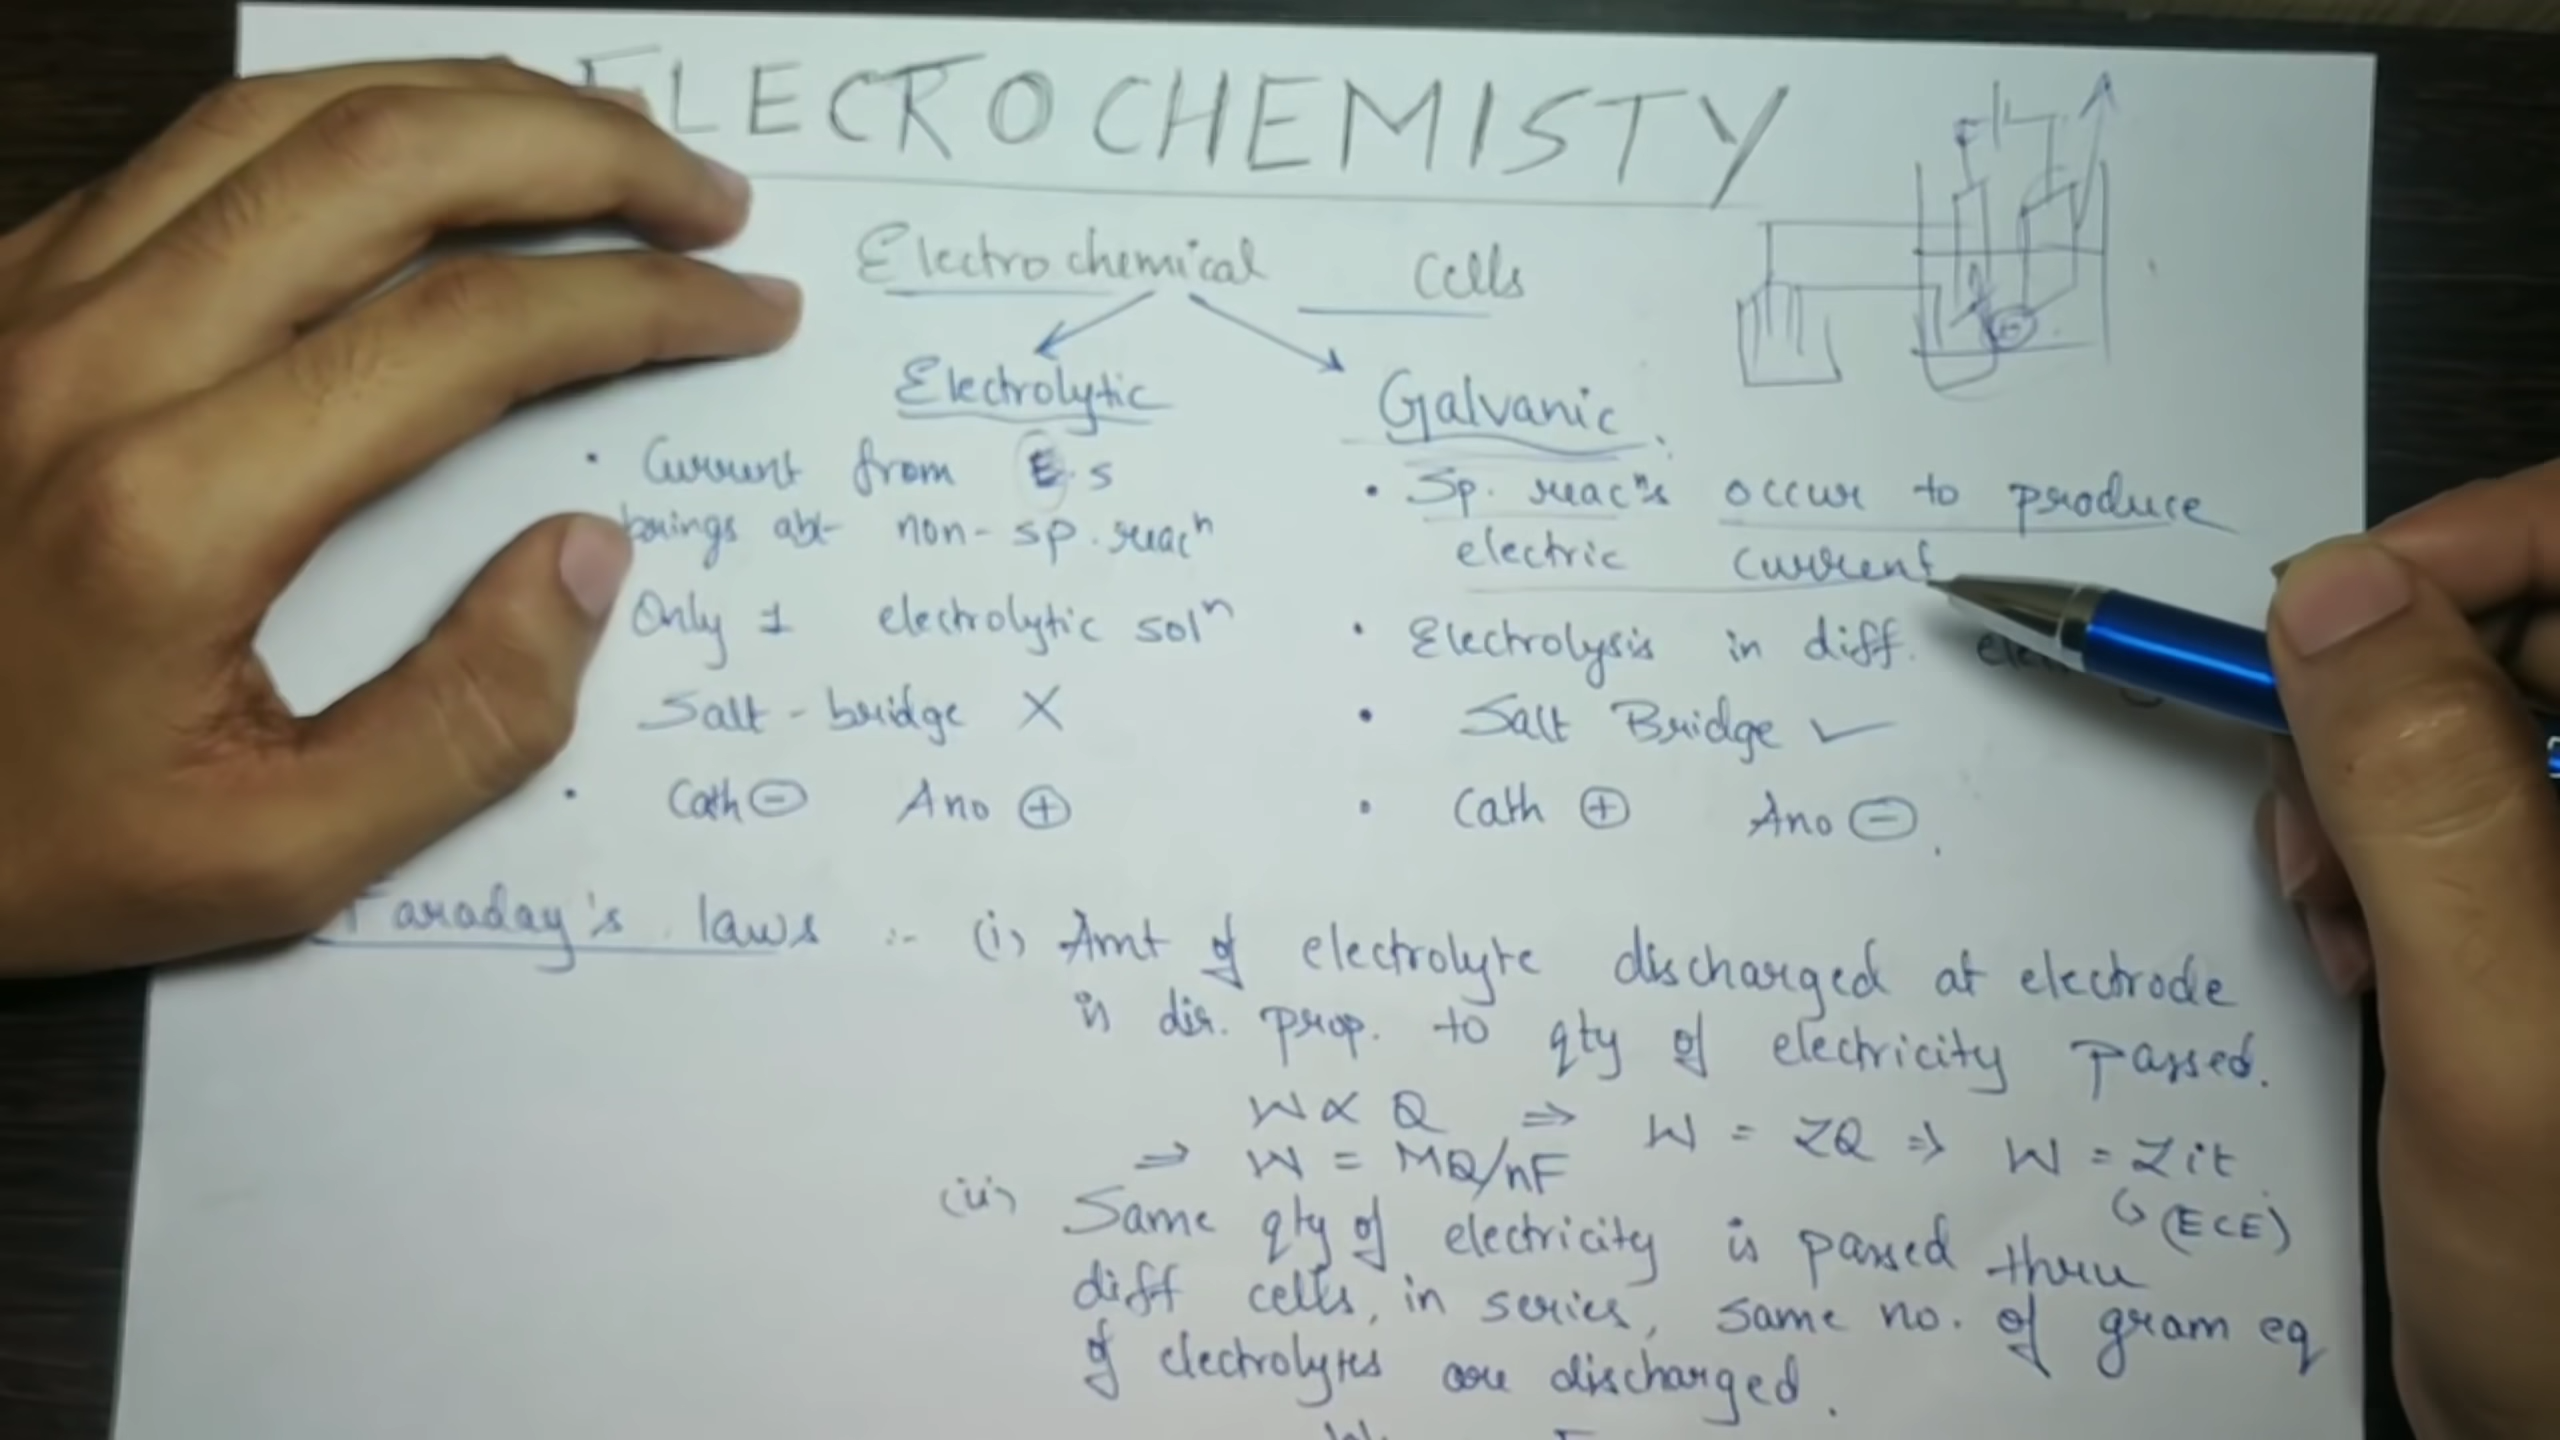 ELECROCHEMISTY
Electrochemical Cells
Electrolytic
Galvanic
• Current from E.s
brings abt non-sp.reacⁿ
Only 1 electrolytic solⁿ
Salt-bridge X
• Cath ⊖ Ano ⊕
• Sp. reacⁿs occur to produce
electric current
• Electrolysis in diff.
• Salt Bridge ✓
• Cath ⊕ Ano ⊖.
Faraday's laws :- (i) Amt of electrolyte discharged at electrode
is dir. prop. to qty of electricity passed.
W ∝ Q ⇒ W = ZQ ⇒ W = Zit
⇒ W = MQ/nF
↳ (ECE)
(ii) Same qty of electricity is passed thru
diff cells, in series, same no. of gram eq
of electrolytes are discharged.